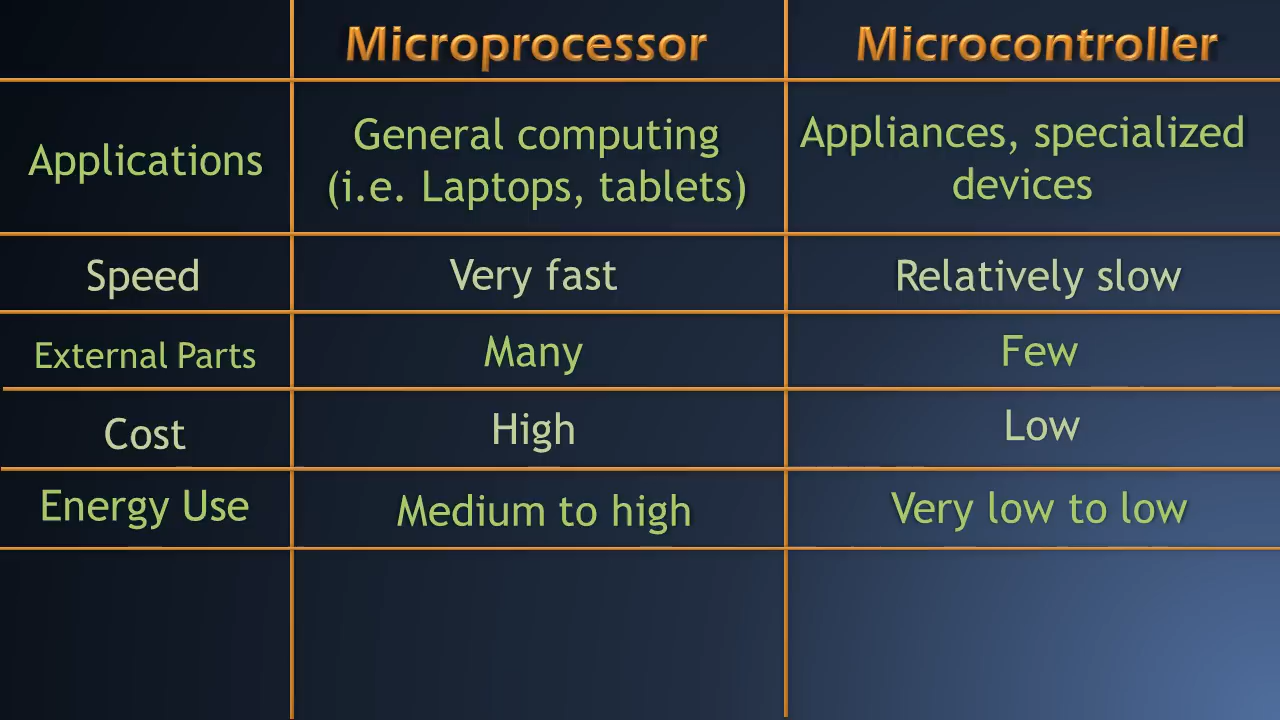 Microprocessor Microcontroller
Applications
General computing
(i.e. Laptops, tablets)
Appliances, specialized
devices
Speed Very fast Relatively slow
External Parts Many Few
Cost High Low
Energy Use Medium to high Very low to low